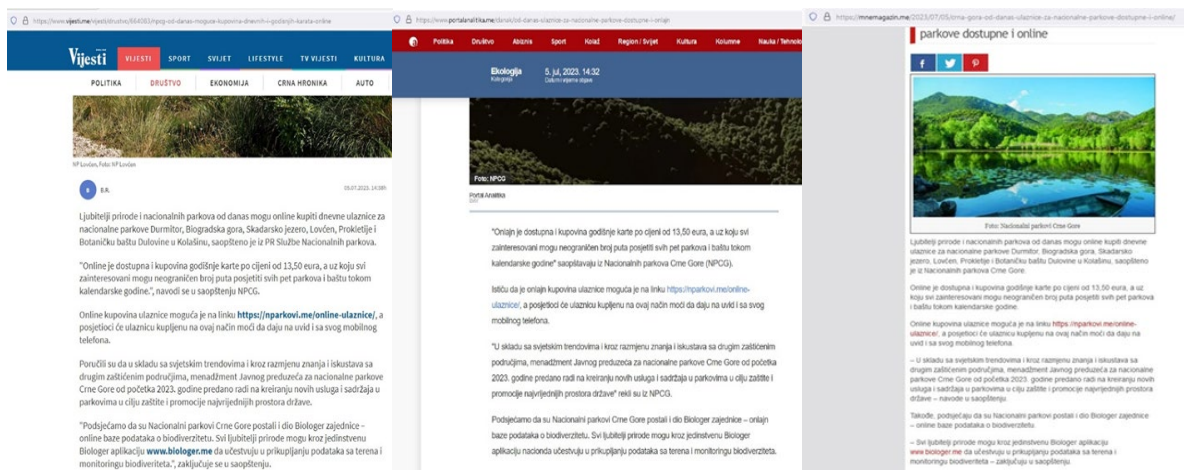 https://www.vijesti.me/vijesti/drustvo/664083/npcg-od-danas-moguca-kupovina-dnevnih-i-godisnjih-karata-online
Vijesti
VIJESTI SPORT SVIJET LIFESTYLE TV VIJESTI KULTURA
POLITIKA DRUŠTVO EKONOMIJA CRNA HRONIKA AUTO
NP Lovćen, Foto: NP Lovćen
B.R.
Ljubitelji prirode i nacionalnih parkova od danas mogu online kupiti dnevne ulaznice za
nacionalne parkove Durmitor, Biogradska gora, Skadarsko jezero, Lovćen, Prokletije i
Botaničku baštu Dulovine u Kolašinu, saopšteno je iz PR Službe Nacionalnih parkova.
"Online je dostupna i kupovina godišnje karte po cijeni od 13,50 eura, a uz koju svi
zainteresovani mogu neograničen broj puta posjetiti svih pet parkova i baštu tokom
kalendarske godine.", navodi se u saopštenju NPCG.
Online kupovina ulaznice moguća je na linku https://nparkovi.me/online-ulaznice/, a
posjetioci će ulaznicu kupljenu na ovaj način moći da daju na uvid i sa svog mobilnog
telefona.
Poručili su da u skladu sa svjetskim trendovima i kroz razmjenu znanja i iskustava sa
drugim zaštićenim područjima, menadžment Javnog preduzeća za nacionalne parkove
Crne Gore od početka 2023. godine predano radi na kreiranju novih usluga i sadržaja u
parkovima u cilju zaštite i promocije najvrijednijih prostora države.
"Podsjećamo da su Nacionalni parkovi Crne Gore postali i dio Biologer zajednice –
online baze podataka o biodiverzitetu. Svi ljubitelji prirode mogu kroz jedinstvenu
Biologer aplikaciju www.biologer.me da učestvuju u prikupljanju podataka sa terena i
monitoringu biodiveriteta.", zaključuje se u saopštenju.
https://www.portalanalitika.me/clanak/od-danas-ulaznice-za-nacionalne-parkove-dostupne-i-onlajn
Politika Društvo Abiznis Sport Kolaž Region / Svijet Kultura Kolumne Nauka / Tehnolo
Ekologija
Kategorija
5. jul, 2023. 14:32
Datum i vrijeme objave
Foto: NPCG
Portal Analitika
"Onlajn je dostupna i kupovina godišnje karte po cijeni od 13,50 eura, a uz koju svi
zainteresovani mogu neograničen broj puta posjetiti svih pet parkova i baštu tokom
kalendarske godine" saopštavaju iz Nacionalnih parkova Crne Gore (NPCG).
Ističu da je onlajn kupovina ulaznice moguća je na linku https://nparkovi.me/online-
ulaznice/, a posjetioci će ulaznicu kupljenu na ovaj način moći da daju na uvid i sa svog
mobilnog telefona.
"U skladu sa svjetskim trendovima i kroz razmjenu znanja i iskustava sa drugim zaštićenim
područjima, menadžment Javnog preduzeća za nacionalne parkove Crne Gore od početka
2023. godine predano radi na kreiranju novih usluga i sadržaja u parkovima u cilju zaštite i
promocije najvrijednijih prostora države" rekli su iz NPCG.
Podsjećamo da su Nacionalni parkovi Crne Gore postali i dio Biologer zajednice – onlajn
baze podataka o biodiverzitetu. Svi ljubitelji prirode mogu kroz jedinstvenu Biologer
aplikaciju nacionda učestvuju u prikupljanju podataka sa terena i monitoringu biodiverziteta.
https://mnemagazin.me/2023/07/05/crna-gora-od-danas-ulaznice-za-nacionalne-parkove-dostupne-i-online/
parkove dostupne i online
Foto: Nacionalni parkovi Crne Gore
Ljubitelji prirode i nacionalnih parkova od danas mogu online kupiti dnevne
ulaznice za nacionalne parkove Durmitor, Biogradska gora, Skadarsko
jezero, Lovćen, Prokletije i Botaničku baštu Dulovine u Kolašinu, saopšteno
je iz Nacionalnih parkova Crne Gore.
Online je dostupna i kupovina godišnje karte po cijeni od 13,50 eura, a uz
koju svi zainteresovani mogu neograničen broj puta posjetiti svih pet parkova
i baštu tokom kalendarske godine.
Online kupovina ulaznice moguća je na linku https://nparkovi.me/online-
ulaznice/, a posjetioci će ulaznicu kupljenu na ovaj način moći da daju na
uvid i sa svog mobilnog telefona.
– U skladu sa svjetskim trendovima i kroz razmjenu znanja i iskustava sa
drugim zaštićenim područjima, menadžment Javnog preduzeća za nacionalne
parkove Crne Gore od početka 2023. godine predano radi na kreiranju novih
usluga i sadržaja u parkovima u cilju zaštite i promocije najvrijednijih prostora
države – navode u saopštenju.
Takođe, podsjećaju da su Nacionalni parkovi postali i dio Biologer zajednice
– online baze podataka o biodiverzitetu.
– Svi ljubitelji prirode mogu kroz jedinstvenu Biologer aplikaciju
www.biologer.me da učestvuju u prikupljanju podataka sa terena i
monitoringu biodiverziteta – zaključuju u saopštenju